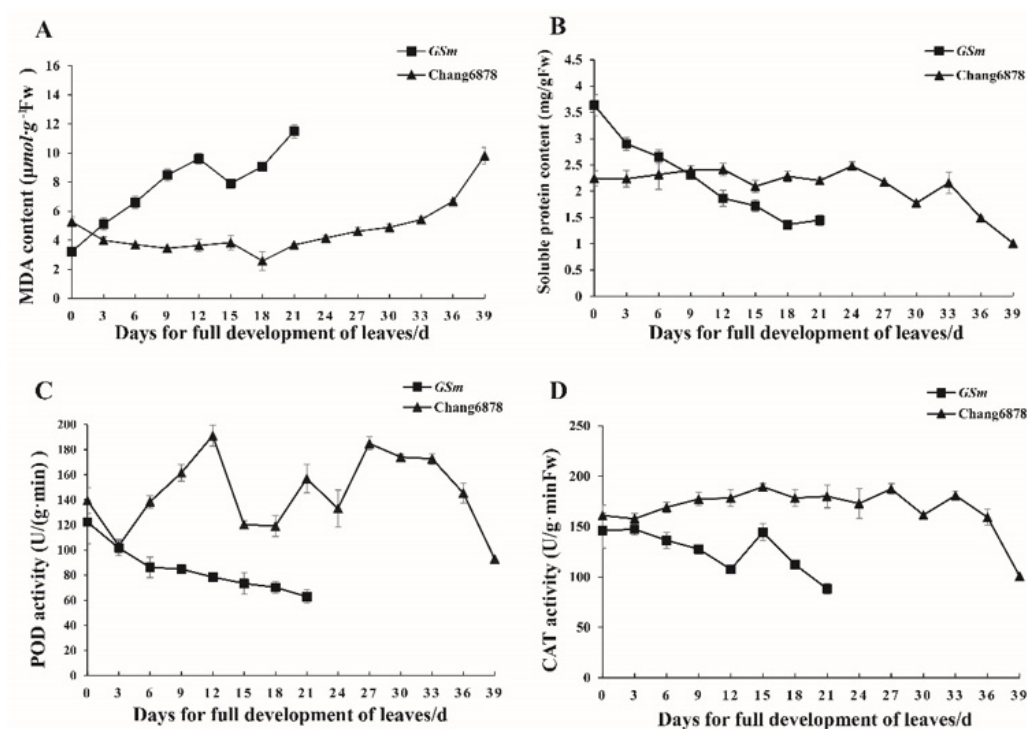 A
GSm
Chang6878
MDA content (μmol·g⁻¹Fw )
16
14
12
10
8
6
4
2
0
0 3 6 9 12 15 18 21 24 27 30 33 36 39
Days for full development of leaves/d
B
GSm
Chang6878
Soluble protein content (mg/gFw)
4.5
4
3.5
3
2.5
2
1.5
1
0.5
0
0 3 6 9 12 15 18 21 24 27 30 33 36 39
Days for full development of leaves/d
C
GSm
Chang6878
POD activity (U/(g·min) )
200
180
160
140
120
100
80
60
40
20
0
0 3 6 9 12 15 18 21 24 27 30 33 36 39
Days for full development of leaves/d
D
GSm
Chang6878
CAT activity (U/g·minFw)
250
200
150
100
50
0
0 3 6 9 12 15 18 21 24 27 30 33 36 39
Days for full development of leaves/d